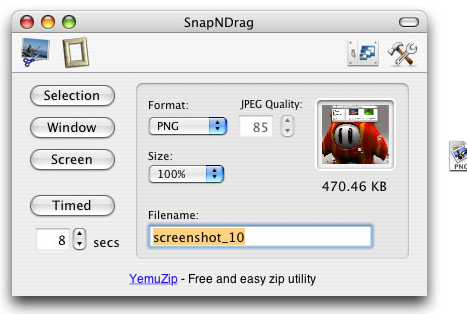 SnapNDrag
Selection
Window
Screen
Timed
8 secs
Format:
PNG
JPEG Quality:
85
Size:
100%
470.46 KB
Filename:
screenshot_10
YemuZip - Free and easy zip utility
PNG